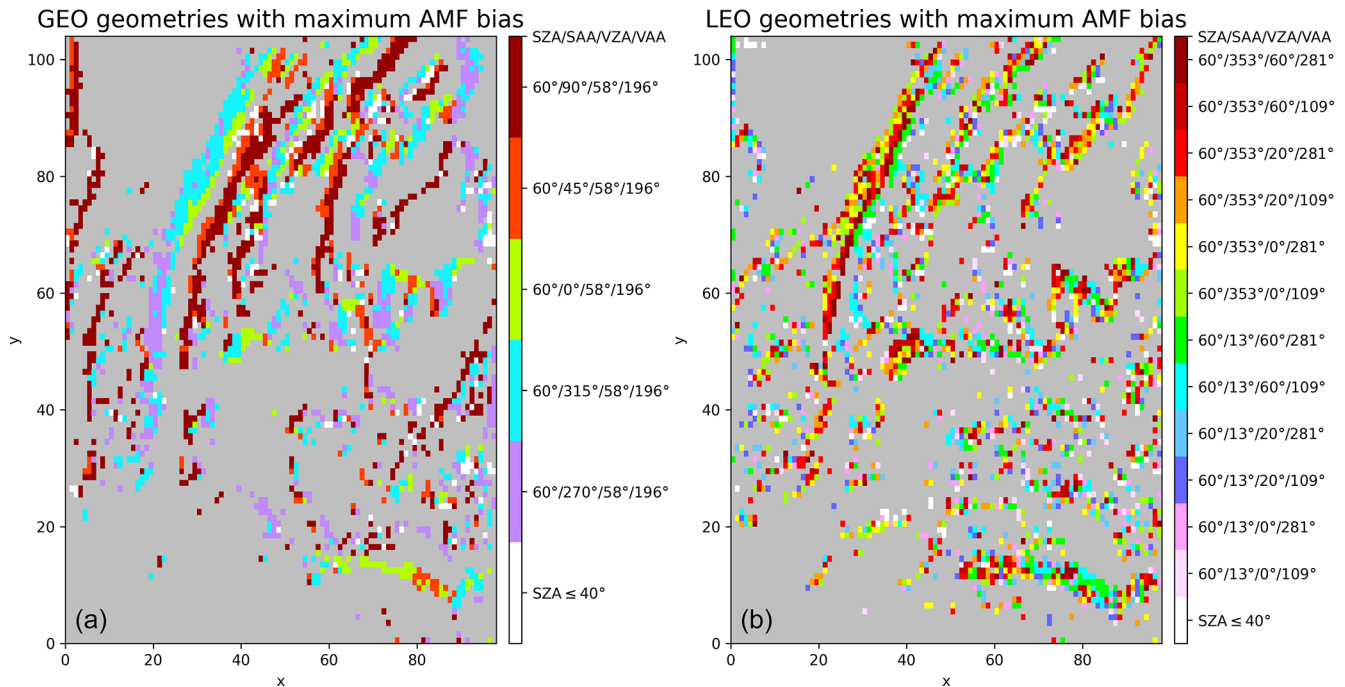 GEO geometries with maximum AMF bias
LEO geometries with maximum AMF bias
SZA/SAA/VZA/VAA
60°/90°/58°/196°
60°/45°/58°/196°
60°/0°/58°/196°
60°/315°/58°/196°
60°/270°/58°/196°
SZA ≤ 40°
100
80
60
40
20
0
y
0 20 40 60 80
x
(a)
SZA/SAA/VZA/VAA
60°/353°/60°/281°
60°/353°/60°/109°
60°/353°/20°/281°
60°/353°/20°/109°
60°/353°/0°/281°
60°/353°/0°/109°
60°/13°/60°/281°
60°/13°/60°/109°
60°/13°/20°/281°
60°/13°/20°/109°
60°/13°/0°/281°
60°/13°/0°/109°
SZA ≤ 40°
100
80
60
40
20
0
y
0 20 40 60 80
x
(b)